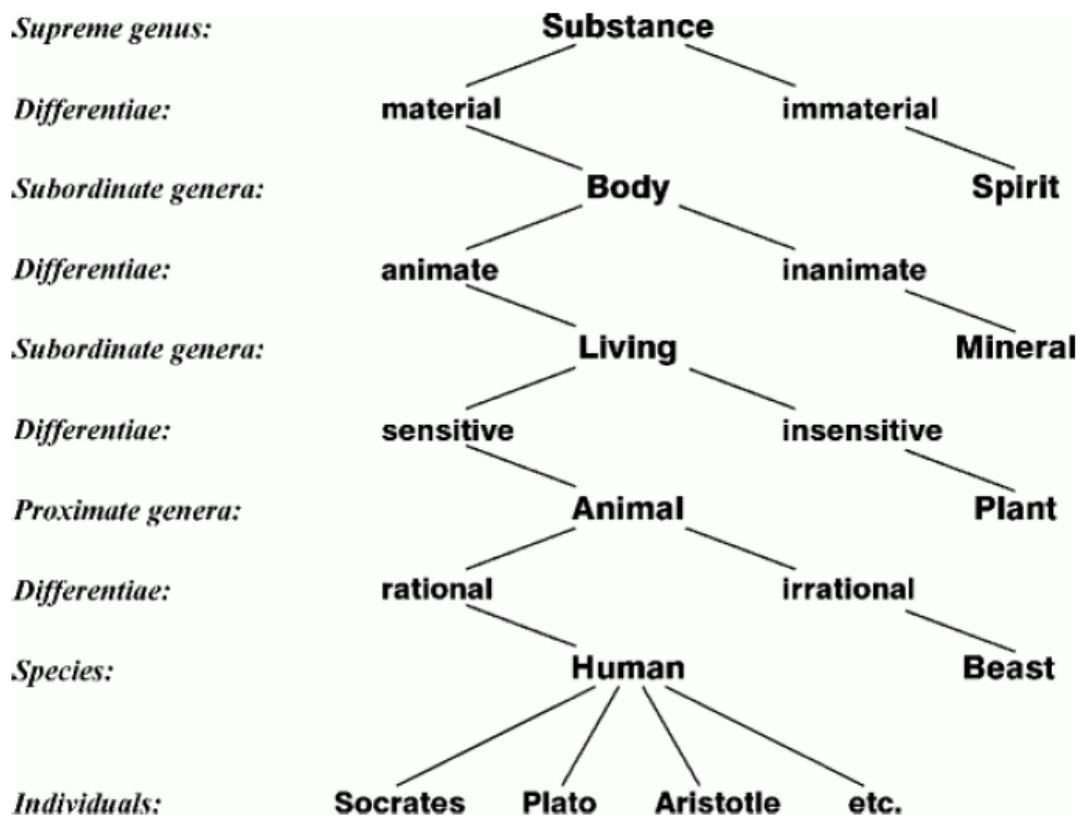 Supreme genus: Substance
Differentiae: material immaterial
Subordinate genera: Body Spirit
Differentiae: animate inanimate
Subordinate genera: Living Mineral
Differentiae: sensitive insensitive
Proximate genera: Animal Plant
Differentiae: rational irrational
Species: Human Beast
Individuals: Socrates Plato Aristotle etc.